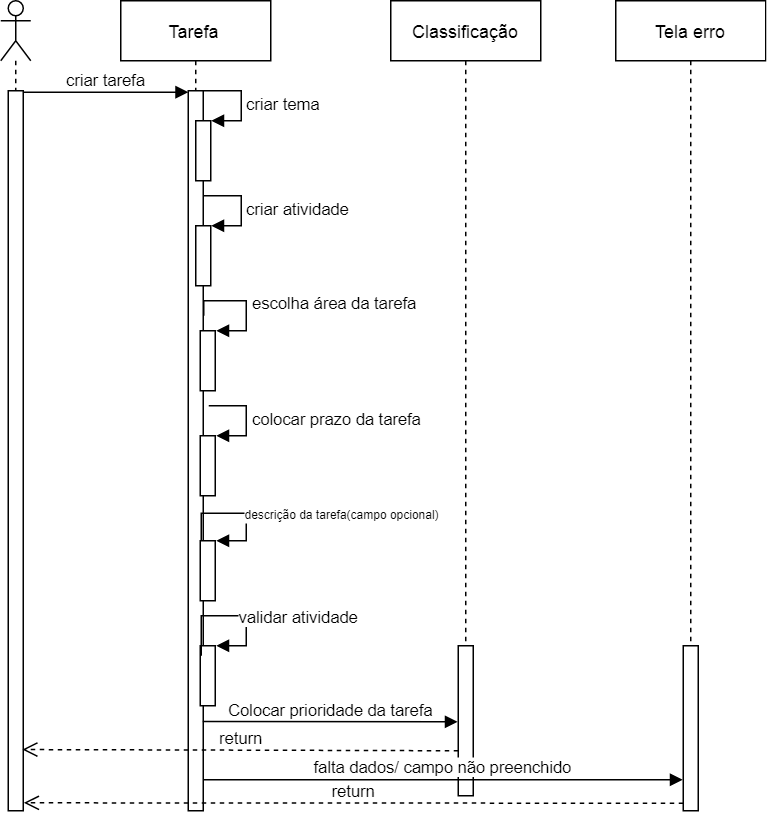 Tarefa
Classificação
Tela erro
criar tarefa
criar tema
criar atividade
escolha área da tarefa
colocar prazo da tarefa
descrição da tarefa(campo opcional)
validar atividade
Colocar prioridade da tarefa
return
falta dados/ campo não preenchido
return